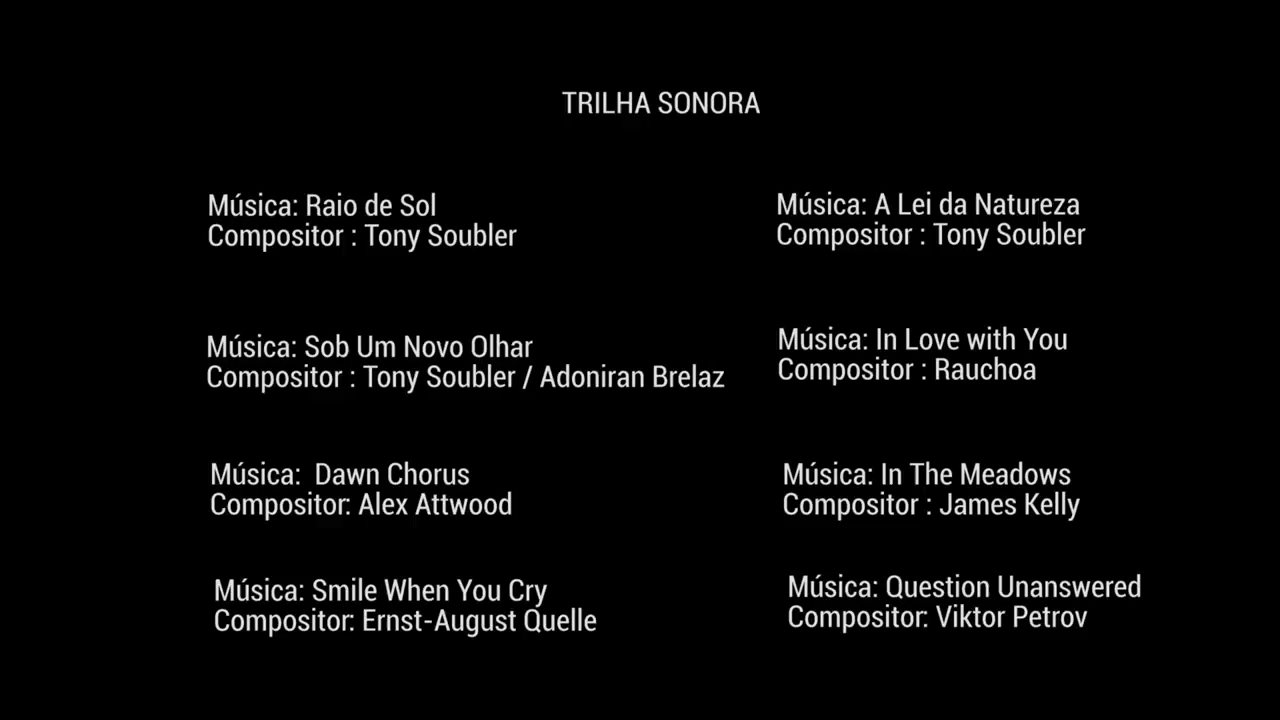 TRILHA SONORA
Música: Raio de Sol
Compositor : Tony Soubler
Música: A Lei da Natureza
Compositor : Tony Soubler
Música: Sob Um Novo Olhar
Compositor : Tony Soubler / Adoniran Brelaz
Música: In Love with You
Compositor : Rauchoa
Música:  Dawn Chorus
Compositor: Alex Attwood
Música: In The Meadows
Compositor : James Kelly
Música: Smile When You Cry
Compositor: Ernst-August Quelle
Música: Question Unanswered
Compositor: Viktor Petrov